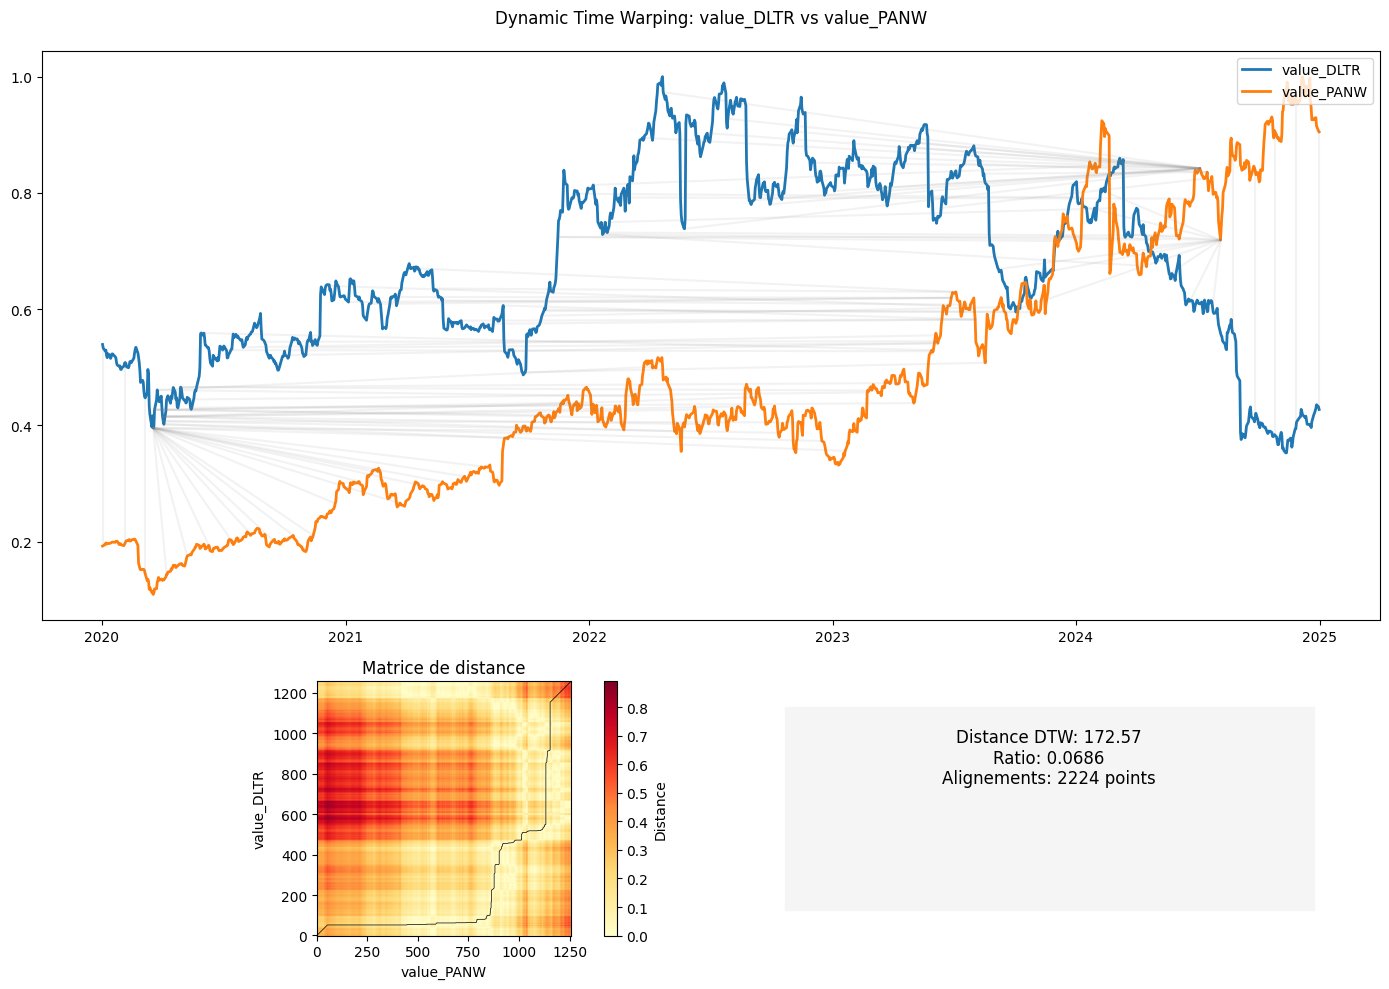 Dynamic Time Warping: value_DLTR vs value_PANW
value_DLTR
value_PANW
1.0
0.8
0.6
0.4
0.2
2020 2021 2022 2023 2024 2025
Matrice de distance
value_DLTR
1200
1000
800
600
400
200
0
0 250 500 750 1000 1250
value_PANW
0.8
0.7
0.6
0.5
0.4
0.3
0.2
0.1
0.0
Distance
Distance DTW: 172.57
Ratio: 0.0686
Alignements: 2224 points